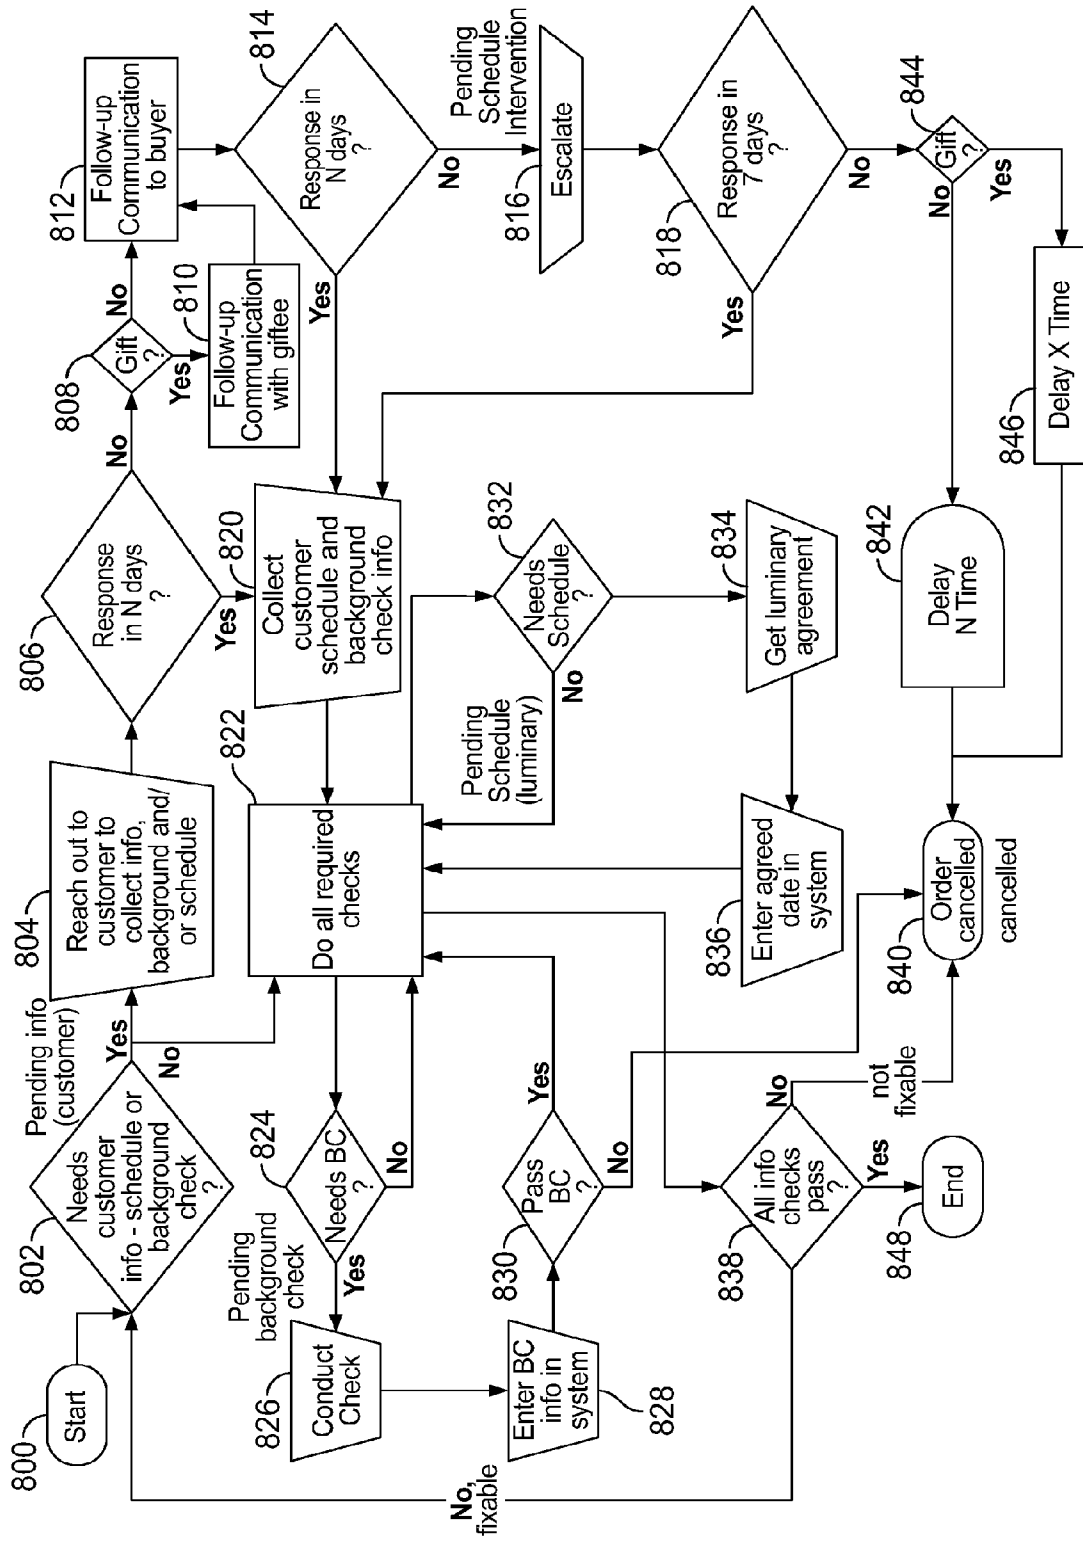 800
Start
802
Needs
customer
info - schedule or
background
check
?
Pending info
(customer)
Yes
No
804
Reach out to
customer to
collect info,
background and/
or schedule
806
Response
in N days
?
No
Yes
808
Gift
?
No
Yes
810
Follow-up
Communication
with giftee
812
Follow-up
Communication
to buyer
814
Response in
N days
?
Yes
No
Pending
Schedule
Intervention
816
Escalate
818
Response in
7 days
?
Yes
No
820
Collect
customer
schedule and
background
check info
822
Do all required
checks
824
Needs BC
?
No
Yes
Pending
background
check
826
Conduct
Check
828
Enter BC
info in
system
830
Pass
BC
?
Yes
No
832
Needs
Schedule
?
No
Pending
Schedule
(luminary)
834
Get luminary
agreement
836
Enter agreed
date in
system
838
All info
checks
pass
?
No
not
fixable
Yes
No,
fixable
840
Order
cancelled
cancelled
842
Delay
N Time
844
Gift
?
No
Yes
846
Delay X Time
848
End